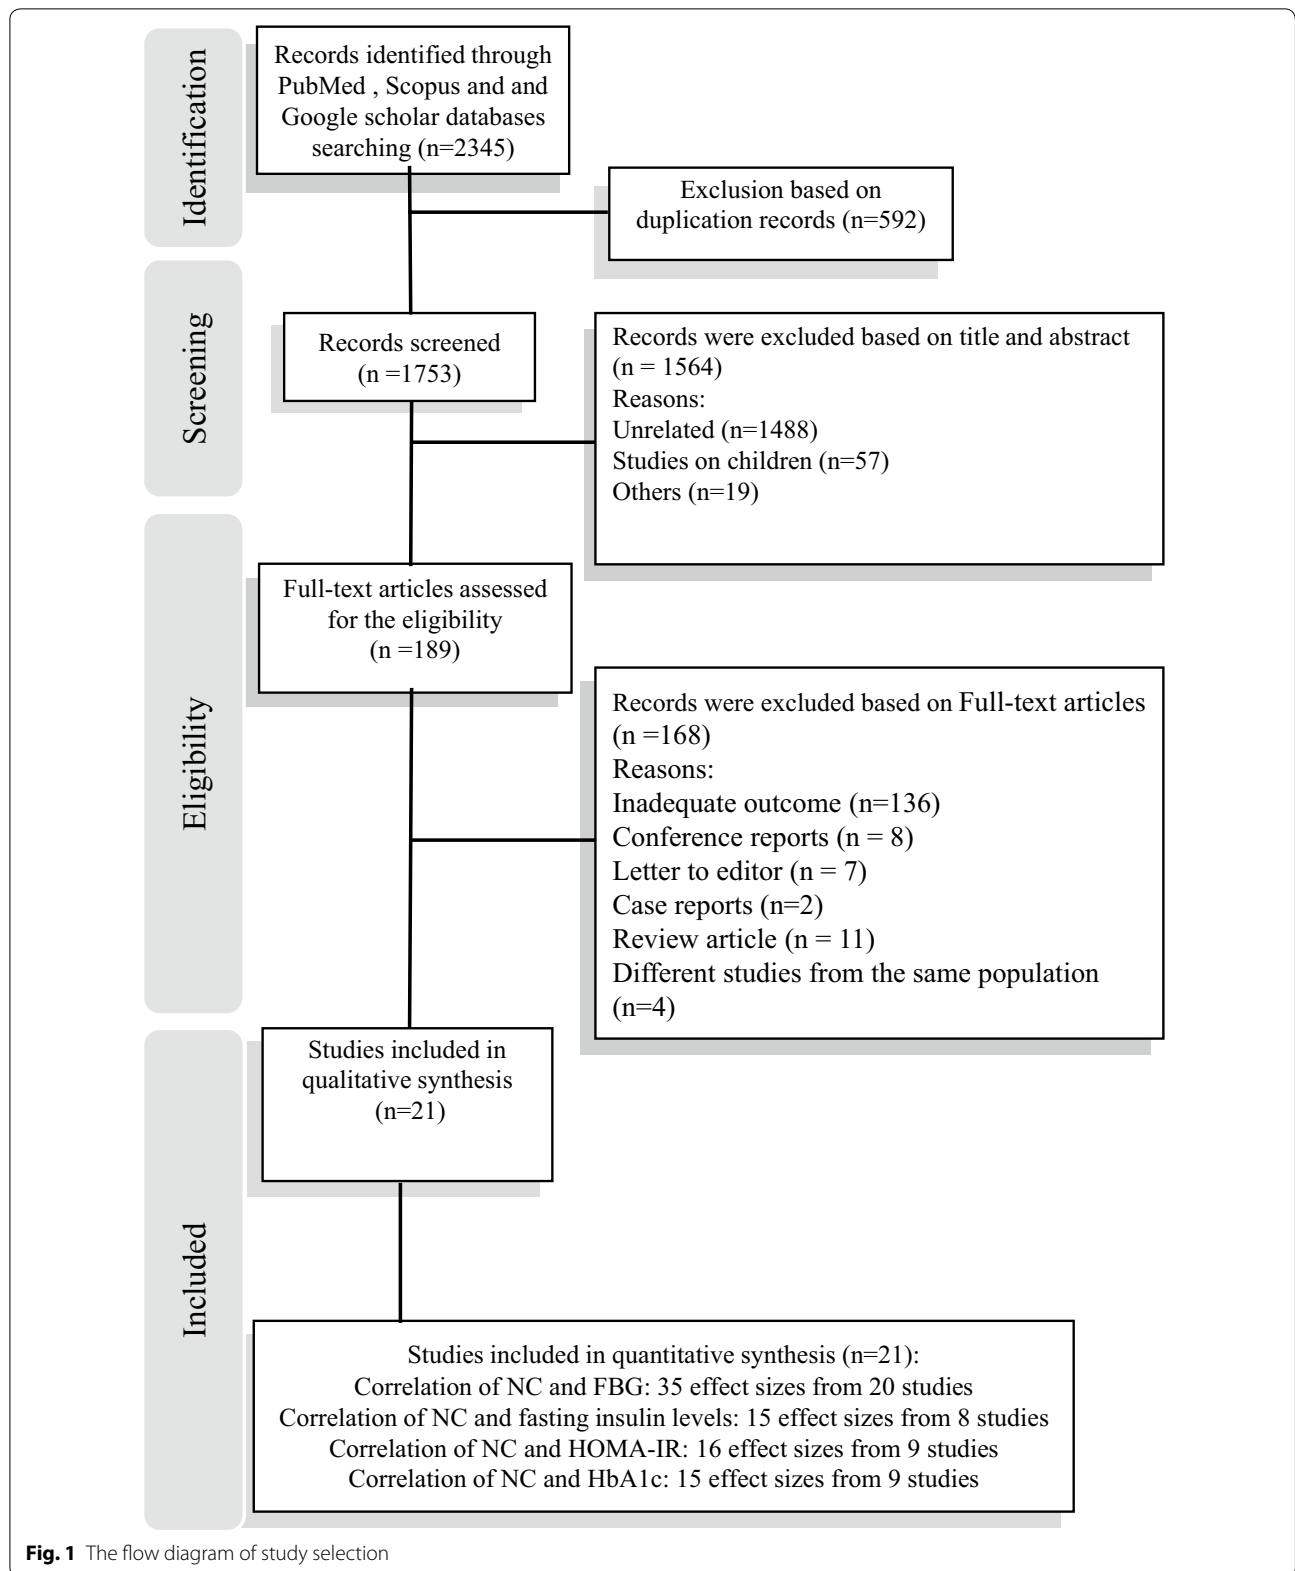 Identification
Records identified through
PubMed , Scopus and and
Google scholar databases
searching (n=2345)
Exclusion based on
duplication records (n=592)
Screening
Records screened
(n =1753)
Records were excluded based on title and abstract
(n = 1564)
Reasons:
Unrelated (n=1488)
Studies on children (n=57)
Others (n=19)
Eligibility
Full-text articles assessed
for the eligibility
(n =189)
Records were excluded based on Full-text articles
(n =168)
Reasons:
Inadequate outcome (n=136)
Conference reports (n = 8)
Letter to editor (n = 7)
Case reports (n=2)
Review article (n = 11)
Different studies from the same population
(n=4)
Included
Studies included in
qualitative synthesis
(n=21)
Studies included in quantitative synthesis (n=21):
Correlation of NC and FBG: 35 effect sizes from 20 studies
Correlation of NC and fasting insulin levels: 15 effect sizes from 8 studies
Correlation of NC and HOMA-IR: 16 effect sizes from 9 studies
Correlation of NC and HbA1c: 15 effect sizes from 9 studies
Fig. 1 The flow diagram of study selection